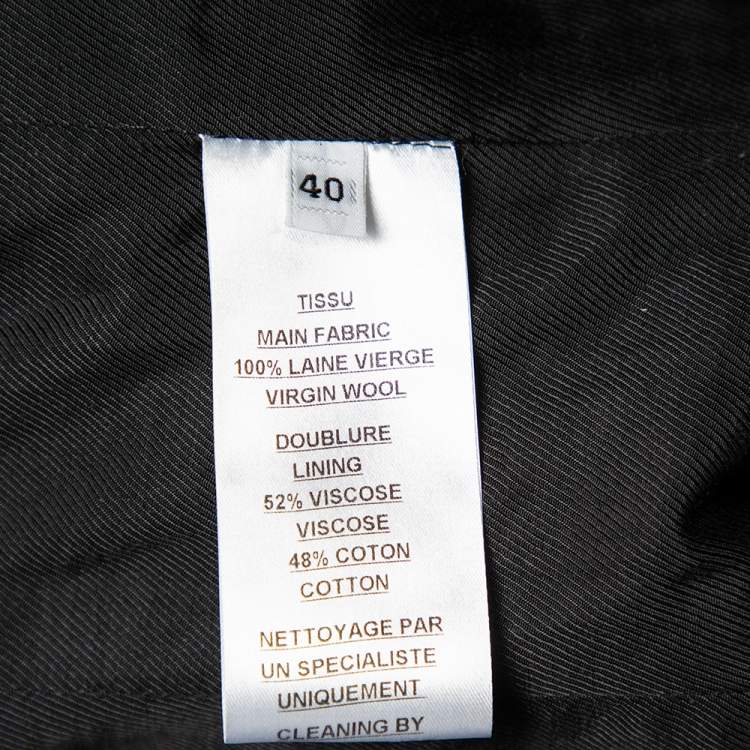 40
TISSU
MAIN FABRIC
100% LAINE VIERGE
VIRGIN WOOL
DOUBLURE
LINING
52% VISCOSE
VISCOSE
48% COTON
COTTON
NETTOYAGE PAR
UN SPECIALISTE
UNIQUEMENT
CLEANING BY